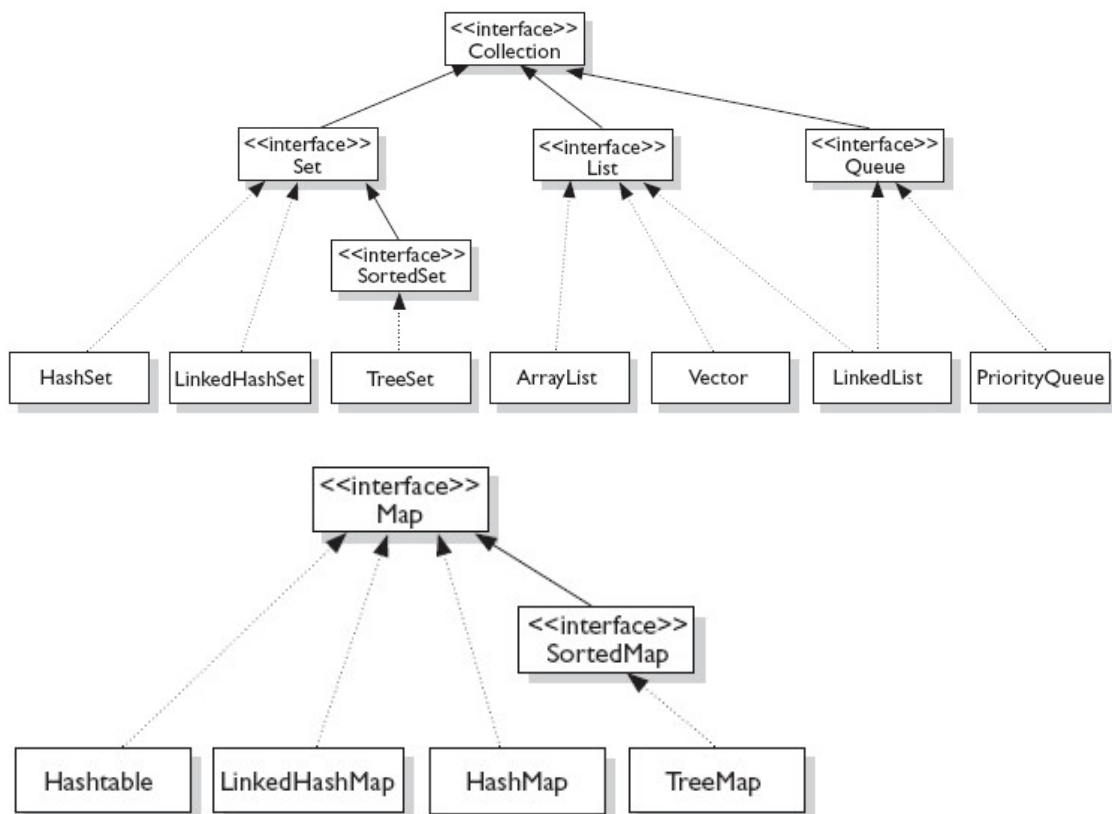 <<interface>>
Collection
<<interface>>
Set
<<interface>>
List
<<interface>>
Queue
<<interface>>
SortedSet
HashSet
LinkedHashSet
TreeSet
ArrayList
Vector
LinkedList
PriorityQueue
<<interface>>
Map
<<interface>>
SortedMap
Hashtable
LinkedHashMap
HashMap
TreeMap